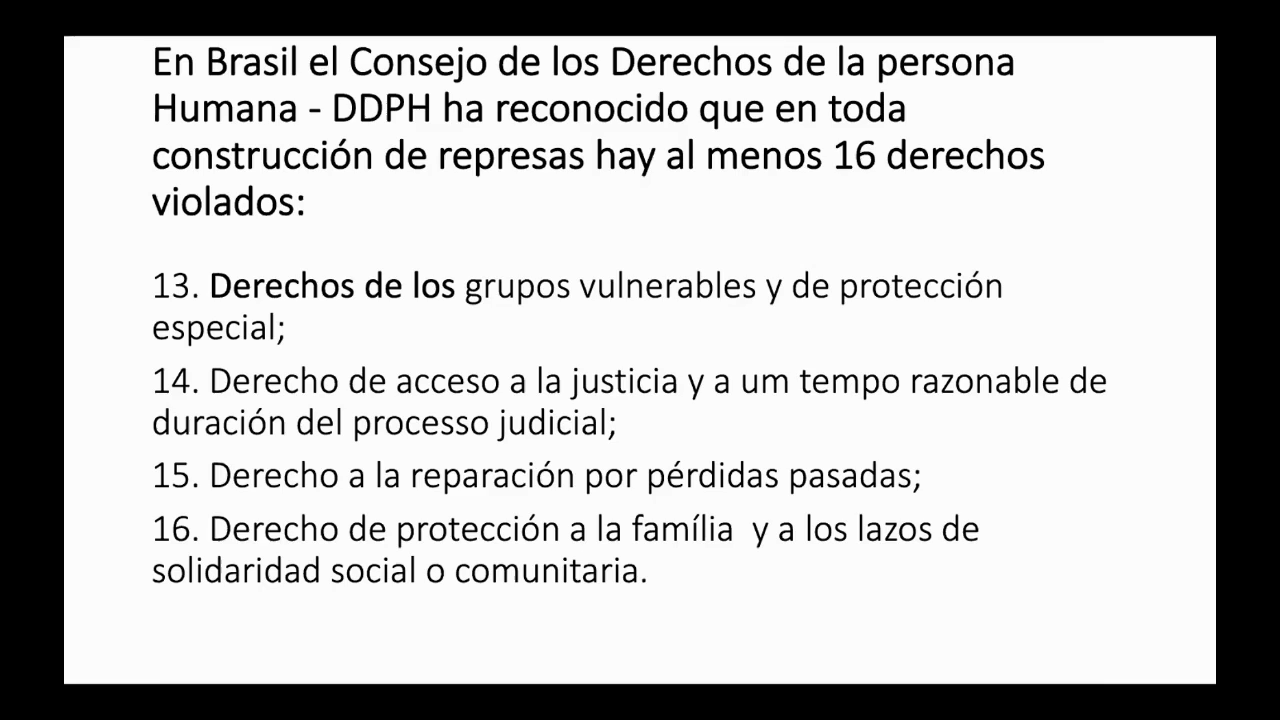 En Brasil el Consejo de los Derechos de la persona
Humana - DDPH ha reconocido que en toda
construcción de represas hay al menos 16 derechos
violados:
13. Derechos de los grupos vulnerables y de protección
especial;
14. Derecho de acceso a la justicia y a um tempo razonable de
duración del processo judicial;
15. Derecho a la reparación por pérdidas pasadas;
16. Derecho de protección a la família  y a los lazos de
solidaridad social o comunitaria.